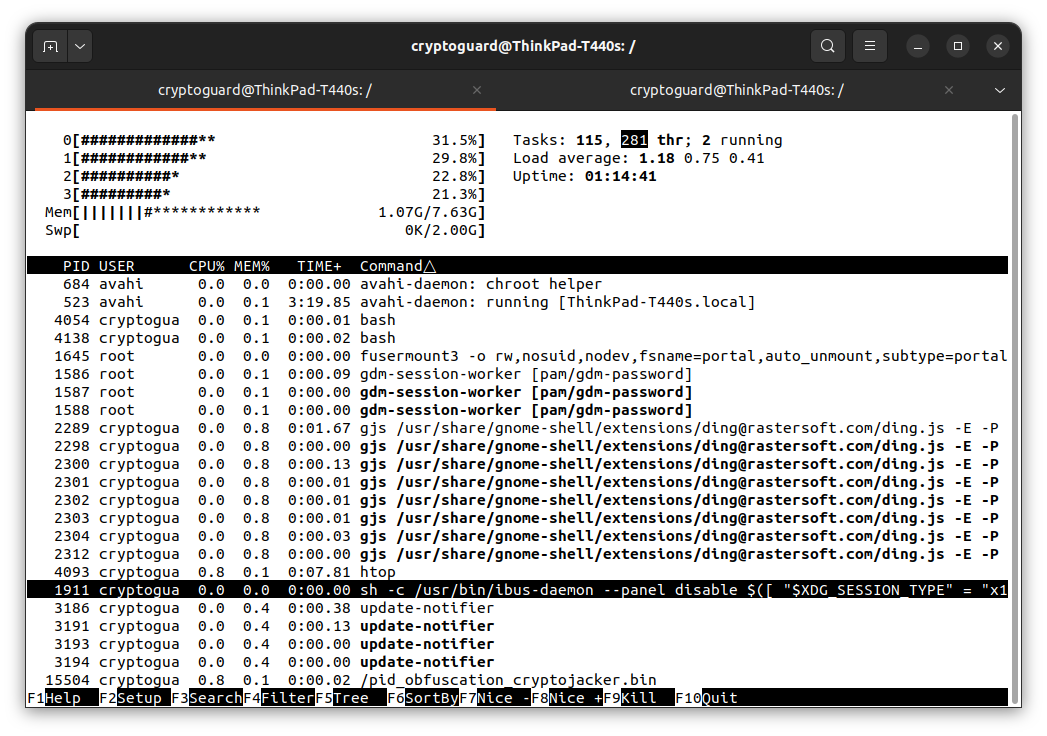 cryptoguard@ThinkPad-T440s: /
cryptoguard@ThinkPad-T440s: / × cryptoguard@ThinkPad-T440s: / ×
0[#############** 31.5%] Tasks: 115, 281 thr; 2 running
1[############** 29.8%] Load average: 1.18 0.75 0.41
2[##########* 22.8%] Uptime: 01:14:41
3[#########* 21.3%]
Mem[|||||||#************ 1.07G/7.63G]
Swp[ 0K/2.00G]
PID USER CPU% MEM% TIME+ Command△
684 avahi 0.0 0.0 0:00.00 avahi-daemon: chroot helper
523 avahi 0.0 0.1 3:19.85 avahi-daemon: running [ThinkPad-T440s.local]
4054 cryptogua 0.0 0.1 0:00.01 bash
4138 cryptogua 0.0 0.1 0:00.02 bash
1645 root 0.0 0.0 0:00.00 fusermount3 -o rw,nosuid,nodev,fsname=portal,auto_unmount,subtype=portal
1586 root 0.0 0.1 0:00.09 gdm-session-worker [pam/gdm-password]
1587 root 0.0 0.1 0:00.00 gdm-session-worker [pam/gdm-password]
1588 root 0.0 0.1 0:00.00 gdm-session-worker [pam/gdm-password]
2289 cryptogua 0.0 0.8 0:01.67 gjs /usr/share/gnome-shell/extensions/ding@rastersoft.com/ding.js -E -P
2298 cryptogua 0.0 0.8 0:00.00 gjs /usr/share/gnome-shell/extensions/ding@rastersoft.com/ding.js -E -P
2300 cryptogua 0.0 0.8 0:00.13 gjs /usr/share/gnome-shell/extensions/ding@rastersoft.com/ding.js -E -P
2301 cryptogua 0.0 0.8 0:00.01 gjs /usr/share/gnome-shell/extensions/ding@rastersoft.com/ding.js -E -P
2302 cryptogua 0.0 0.8 0:00.01 gjs /usr/share/gnome-shell/extensions/ding@rastersoft.com/ding.js -E -P
2303 cryptogua 0.0 0.8 0:00.01 gjs /usr/share/gnome-shell/extensions/ding@rastersoft.com/ding.js -E -P
2304 cryptogua 0.0 0.8 0:00.03 gjs /usr/share/gnome-shell/extensions/ding@rastersoft.com/ding.js -E -P
2312 cryptogua 0.0 0.8 0:00.00 gjs /usr/share/gnome-shell/extensions/ding@rastersoft.com/ding.js -E -P
4093 cryptogua 0.8 0.1 0:07.81 htop
1911 cryptogua 0.0 0.0 0:00.00 sh -c /usr/bin/ibus-daemon --panel disable $([ "$XDG_SESSION_TYPE" = "x1
3186 cryptogua 0.0 0.4 0:00.38 update-notifier
3191 cryptogua 0.0 0.4 0:00.13 update-notifier
3193 cryptogua 0.0 0.4 0:00.00 update-notifier
3194 cryptogua 0.0 0.4 0:00.00 update-notifier
15504 cryptogua 0.8 0.1 0:00.02 /pid_obfuscation_cryptojacker.bin
F1Help F2Setup F3SearchF4FilterF5Tree F6SortByF7Nice -F8Nice +F9Kill F10Quit